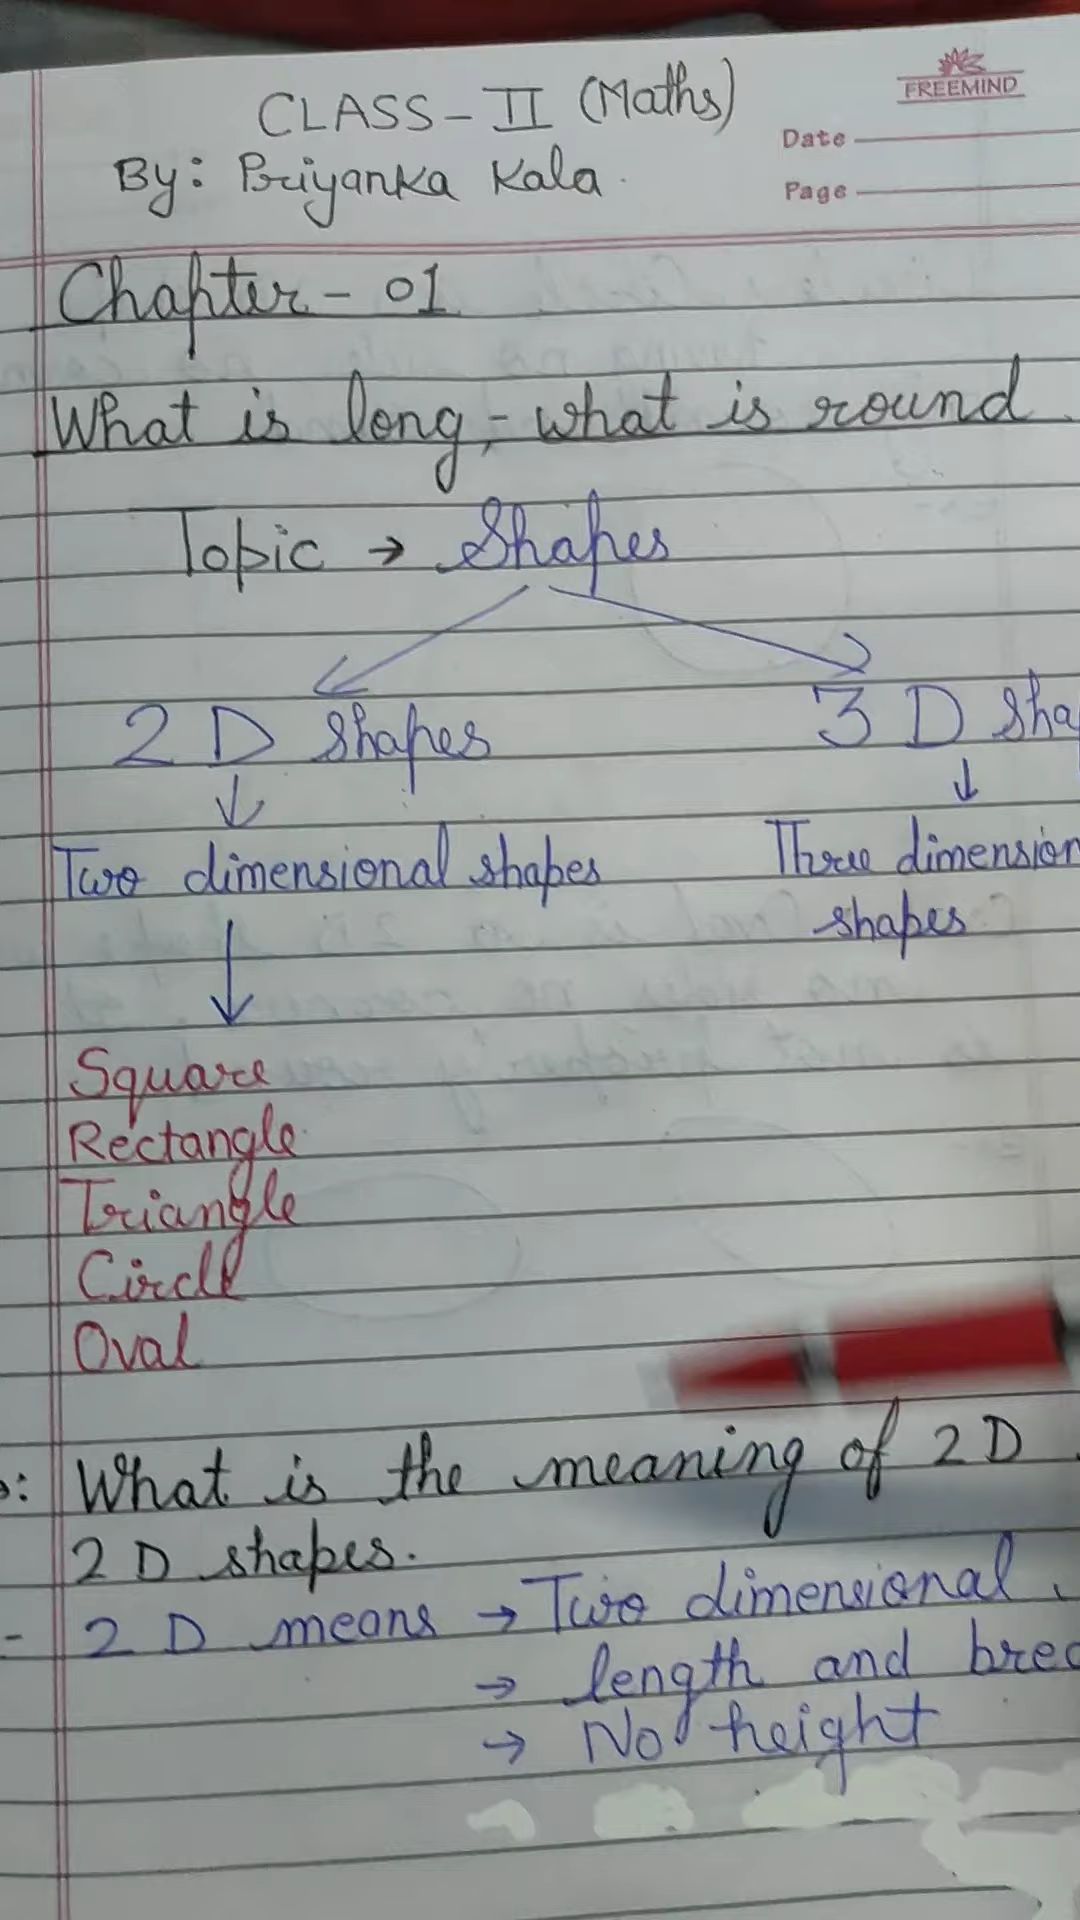 FREEMIND
CLASS-II (Maths)
Date
By: Priyanka Kala.
Page
Chapter - 01
What is long, - what is round.
Topic → Shapes
2 D shapes
3 D sha
Two dimensional shapes
Three dimension
shapes
Square
Rectangle
Triangle
Circle
Oval
What is the meaning of 2 D
2 D shapes.
- 2 D means → Two dimensional.
→ length and brea
→ No height